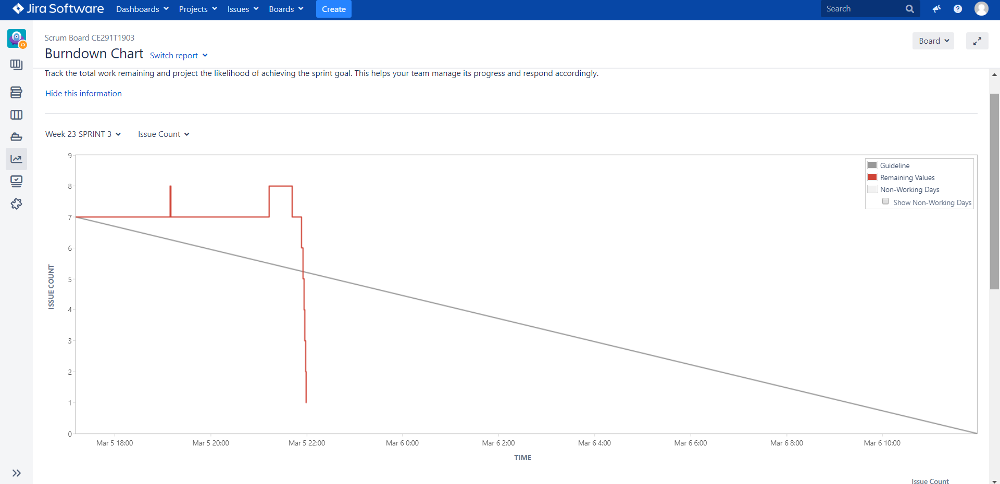 Jira Software Dashboards Projects Issues Boards Create Search
Scrum Board CE291T1903
Burndown Chart Switch report
Board
Track the total work remaining and project the likelihood of achieving the sprint goal. This helps your team manage its progress and respond accordingly.
Hide this information
Week 23 SPRINT 3 Issue Count
Guideline
Remaining Values
Non-Working Days
Show Non-Working Days
9
8
7
6
5
4
3
2
1
0
ISSUE COUNT
Mar 5 18:00 Mar 5 20:00 Mar 5 22:00 Mar 6 0:00 Mar 6 2:00 Mar 6 4:00 Mar 6 6:00 Mar 6 8:00 Mar 6 10:00
TIME
Issue Count